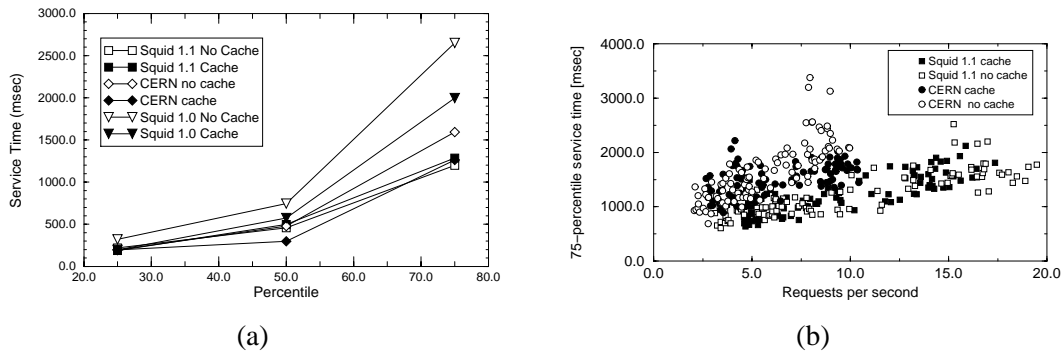 3000.0
2500.0
2000.0
1500.0
1000.0
500.0
0.0
Service Time (msec)
Squid 1.1 No Cache
Squid 1.1 Cache
CERN no cache
CERN cache
Squid 1.0 No Cache
Squid 1.0 Cache
20.0 30.0 40.0 50.0 60.0 70.0 80.0
Percentile
(a)
4000.0
3000.0
2000.0
1000.0
0.0
75-percentile service time [msec]
Squid 1.1 cache
Squid 1.1 no cache
CERN cache
CERN no cache
0.0 5.0 10.0 15.0 20.0
Requests per second
(b)